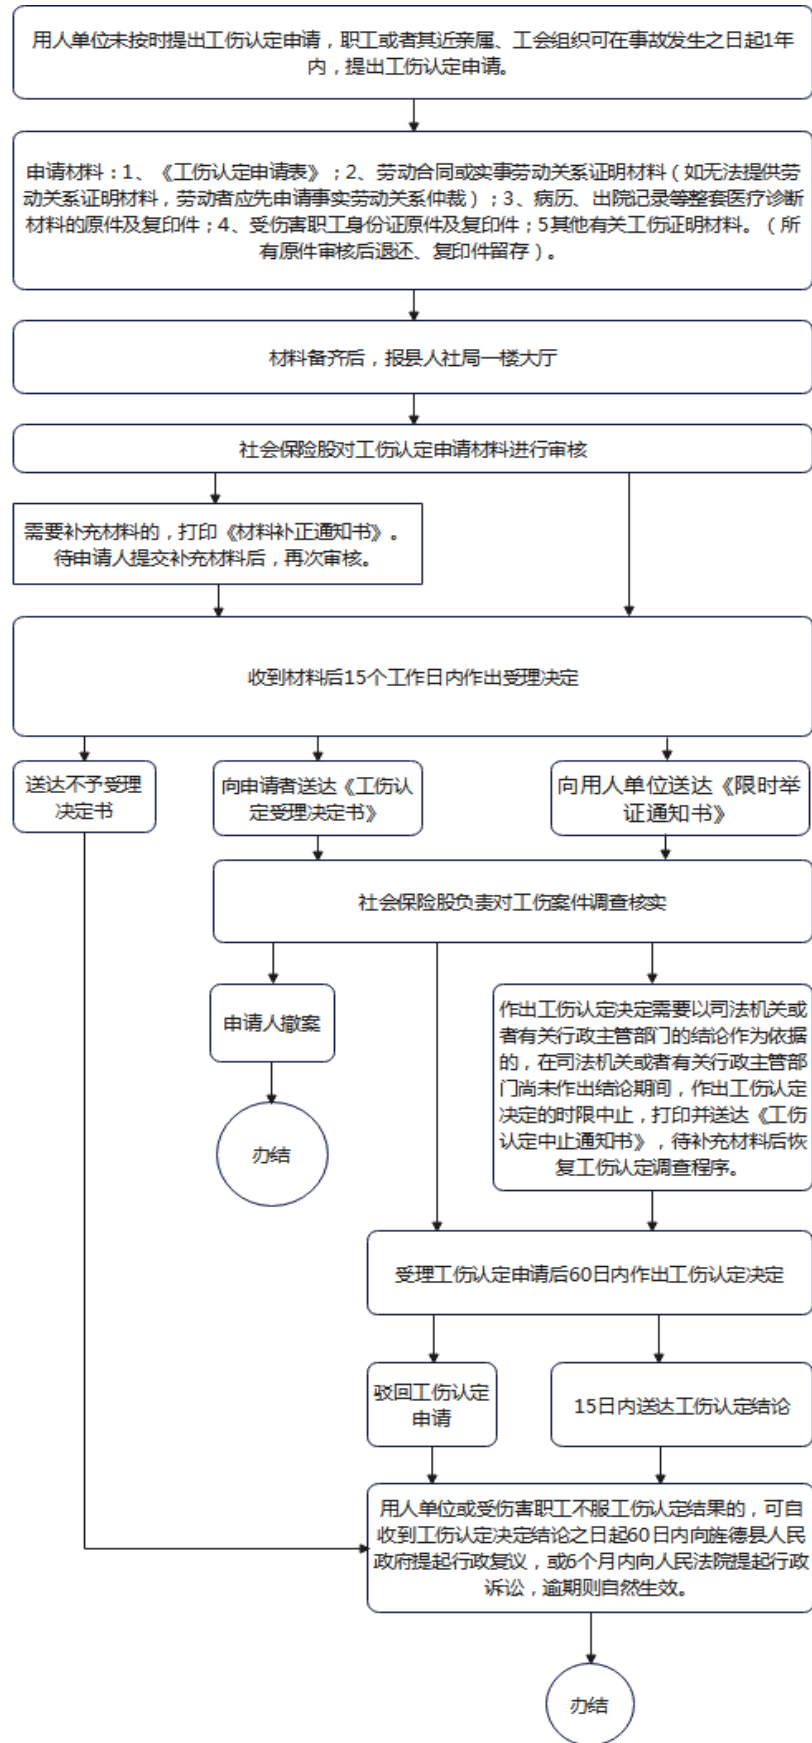 用人单位未按时提出工伤认定申请，职工或者其近亲属、工会组织可在事故发生之日起1年
内，提出工伤认定申请。
申请材料：1、《工伤认定申请表》；2、劳动合同或实事劳动关系证明材料（如无法提供劳
动关系证明材料，劳动者应先申请事实劳动关系仲裁）；3、病历、出院记录等整套医疗诊断
材料的原件及复印件；4、受伤害职工身份证原件及复印件；5其他有关工伤证明材料。（所
有原件审核后退还、复印件留存）。
材料备齐后，报县人社局一楼大厅
社会保险股对工伤认定申请材料进行审核
需要补充材料的，打印《材料补正通知书》。
待申请人提交补充材料后，再次审核。
收到材料后15个工作日内作出受理决定
送达不予受理
决定书
向申请者送达《工伤认
定受理决定书》
向用人单位送达《限时举
证通知书》
社会保险股负责对工伤案件调查核实
申请人撤案
办结
作出工伤认定决定需要以司法机关或
者有关行政主管部门的结论作为依据
的，在司法机关或者有关行政主管部
门尚未作出结论期间，作出工伤认定
决定的时限中止，打印并送达《工伤
认定中止通知书》，待补充材料后恢
复工伤认定调查程序。
受理工伤认定申请后60日内作出工伤认定决定
驳回工伤认定
申请
15日内送达工伤认定结论
用人单位或受伤害职工不服工伤认定结果的，可自
收到工伤认定决定结论之日起60日内向旌德县人民
政府提起行政复议，或6个月内向人民法院提起行政
诉讼，逾期则自然生效。
办结